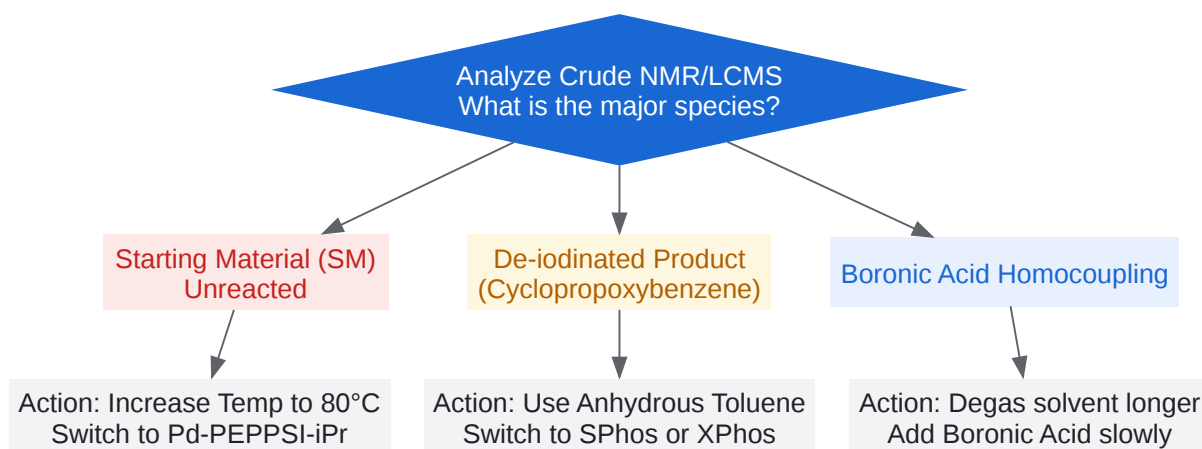 Analyze Crude NMR/LCMS
What is the major species?
Starting Material (SM)
Unreacted
De-iodinated Product
(Cyclopropoxybenzene)
Boronic Acid Homocoupling
Action: Increase Temp to 80°C
Switch to Pd-PEPPSI-iPr
Action: Use Anhydrous Toluene
Switch to SPhos or XPhos
Action: Degas solvent longer
Add Boronic Acid slowly